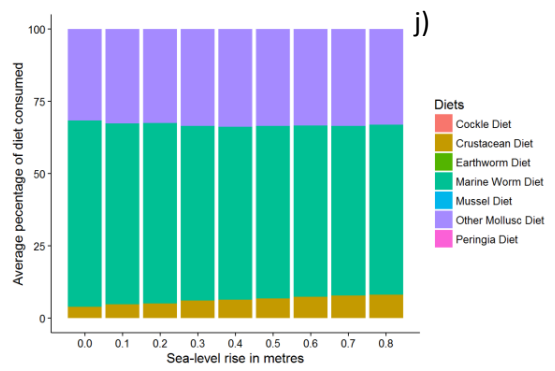 j)
100
75
50
25
0
Average pecentage of diet consumed
0.0 0.1 0.2 0.3 0.4 0.5 0.6 0.7 0.8
Sea-level rise in metres
Diets
Cockle Diet
Crustacean Diet
Earthworm Diet
Marine Worm Diet
Mussel Diet
Other Mollusc Diet
Peringia Diet